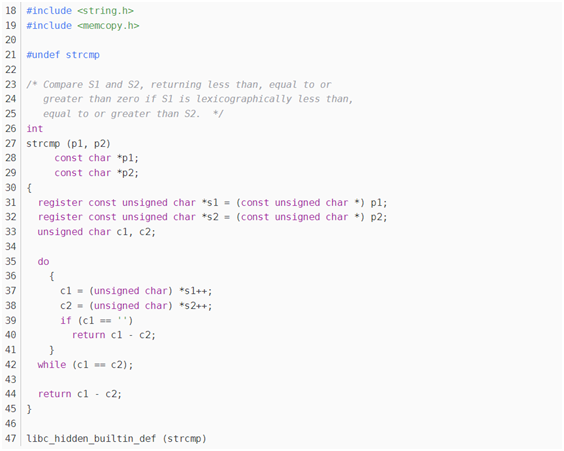 18 #include <string.h>
19 #include <memcopy.h>
20
21 #undef strcmp
22
23 /* Compare S1 and S2, returning less than, equal to or
24    greater than zero if S1 is lexicographically less than,
25    equal to or greater than S2.  */
26 int
27 strcmp (p1, p2)
28      const char *p1;
29      const char *p2;
30 {
31   register const unsigned char *s1 = (const unsigned char *) p1;
32   register const unsigned char *s2 = (const unsigned char *) p2;
33   unsigned char c1, c2;
34
35   do
36     {
37       c1 = (unsigned char) *s1++;
38       c2 = (unsigned char) *s2++;
39       if (c1 == '')
40         return c1 - c2;
41     }
42   while (c1 == c2);
43
44   return c1 - c2;
45 }
46
47 libc_hidden_builtin_def (strcmp)